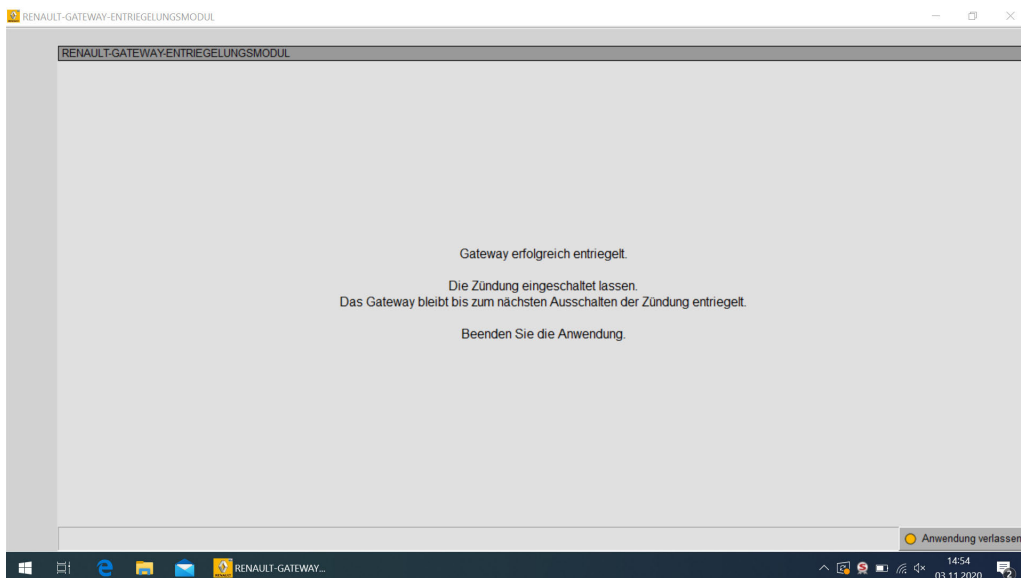 RENAULT-GATEWAY-ENTRIEGELUNGSMODUL
RENAULT-GATEWAY-ENTRIEGELUNGSMODUL
Gateway erfolgreich entriegelt.
Die Zündung eingeschaltet lassen.
Das Gateway bleibt bis zum nächsten Ausschalten der Zündung entriegelt.
Beenden Sie die Anwendung.
Anwendung verlassen
RENAULT-GATEWAY...
14:54
03.11.2020
2